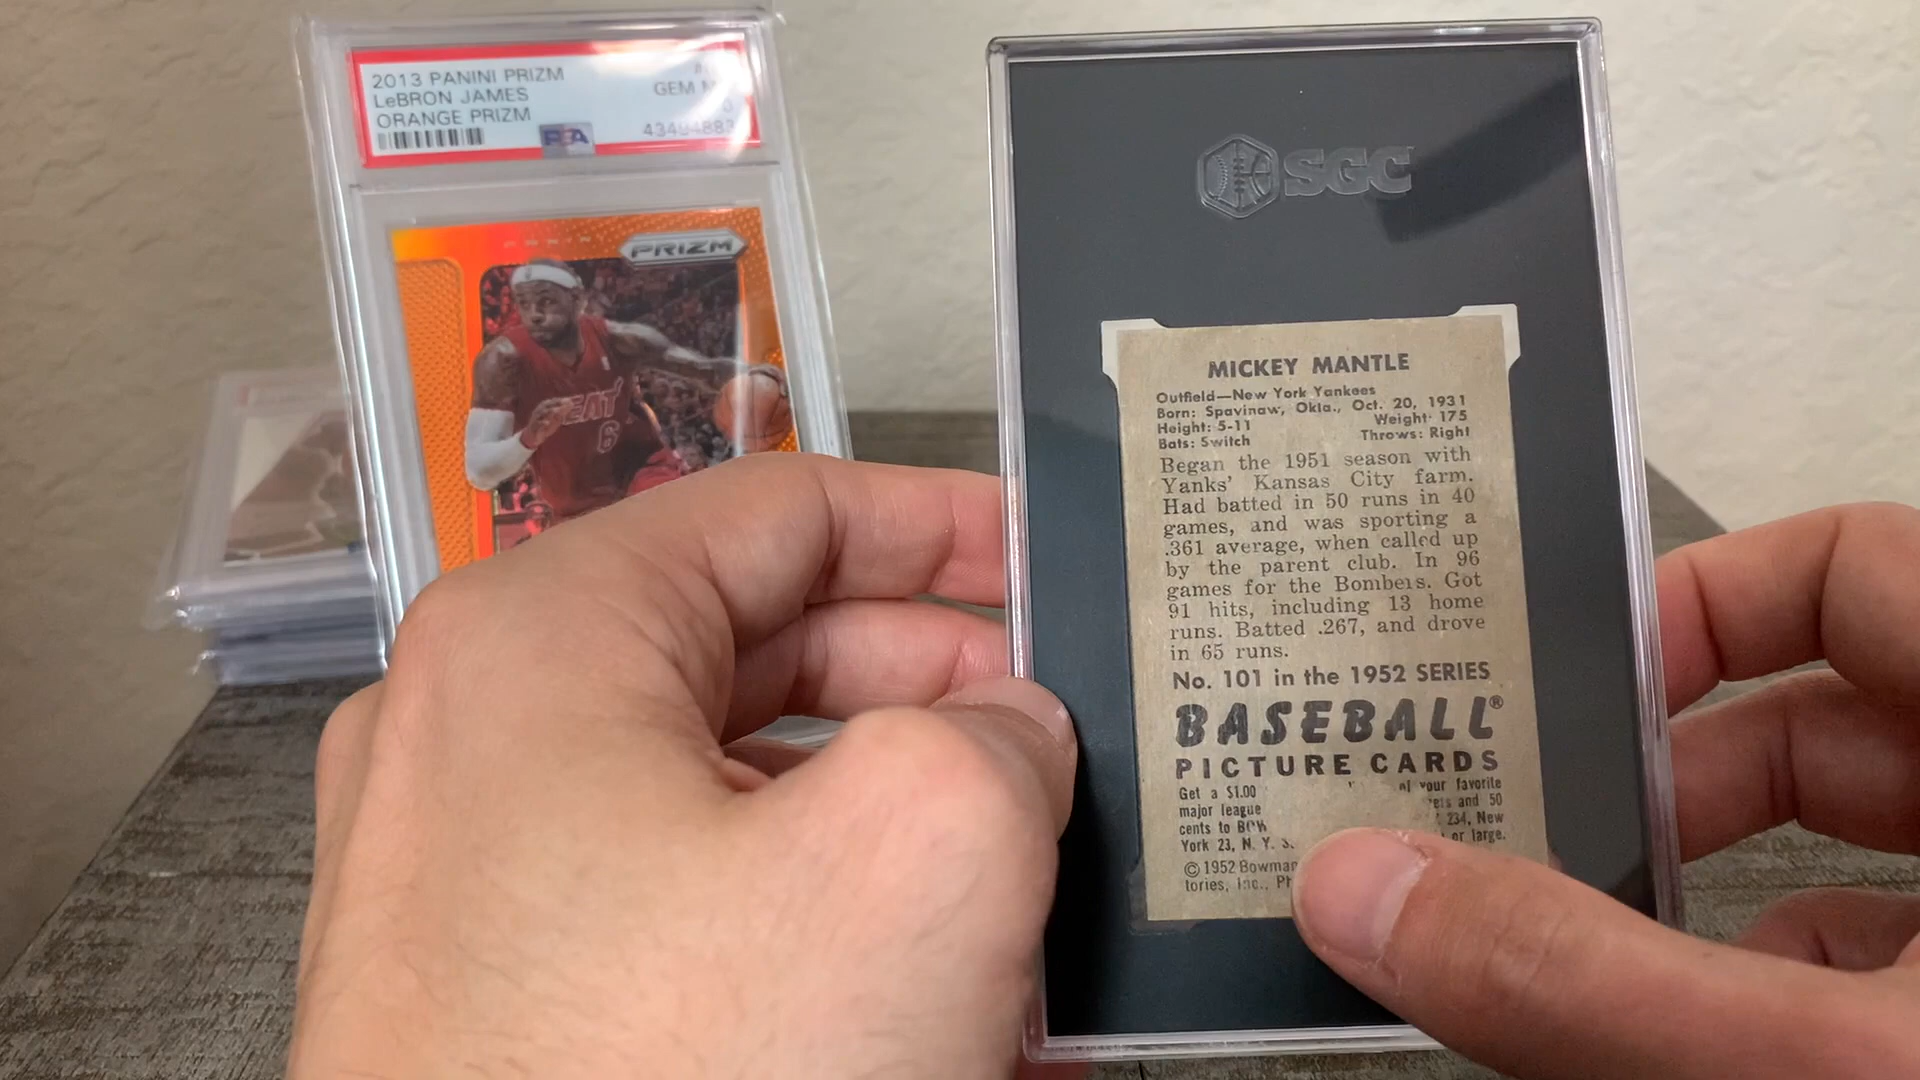 2013 PANINI PRIZM
LeBRON JAMES
GEM
ORANGE PRIZM
PSA
PANINI
PRIZM
HEAT
6
SGC
MICKEY MANTLE
Outfield—New York Yankees
Born: Spavinaw, Okla., Oct. 20, 1931
Height: 5-11 Weight: 175
Bats: Switch Throws: Right
Began the 1951 season with
Yanks' Kansas City farm.
Had batted in 50 runs in 40
games, and was sporting a
.361 average, when called up
by the parent club. In 96
games for the Bombers. Got
91 hits, including 13 home
runs. Batted .267, and drove
in 65 runs.
No. 101 in the 1952 SERIES
BASEBALL®
PICTURE CARDS
Get a $1.00 of your favorite
major league and 50
cents to 234, New
York 23, N. Y. or large.
© 1952 Bowman
tories, Inc.,